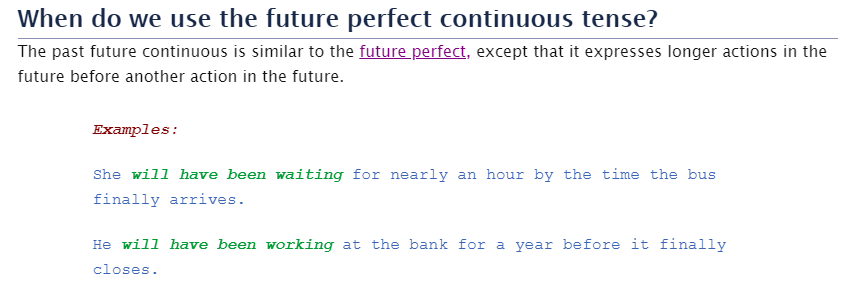 When do we use the future perfect continuous tense?
The past future continuous is similar to the future perfect, except that it expresses longer actions in the
future before another action in the future.
Examples:
She will have been waiting for nearly an hour by the time the bus
finally arrives.
He will have been working at the bank for a year before it finally
closes.